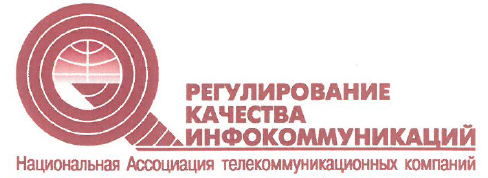 РЕГУЛИРОВАНИЕ
КАЧЕСТВА
ИНФОКОММУНИКАЦИЙ
Национальная Ассоциация телекоммуникационных компаний